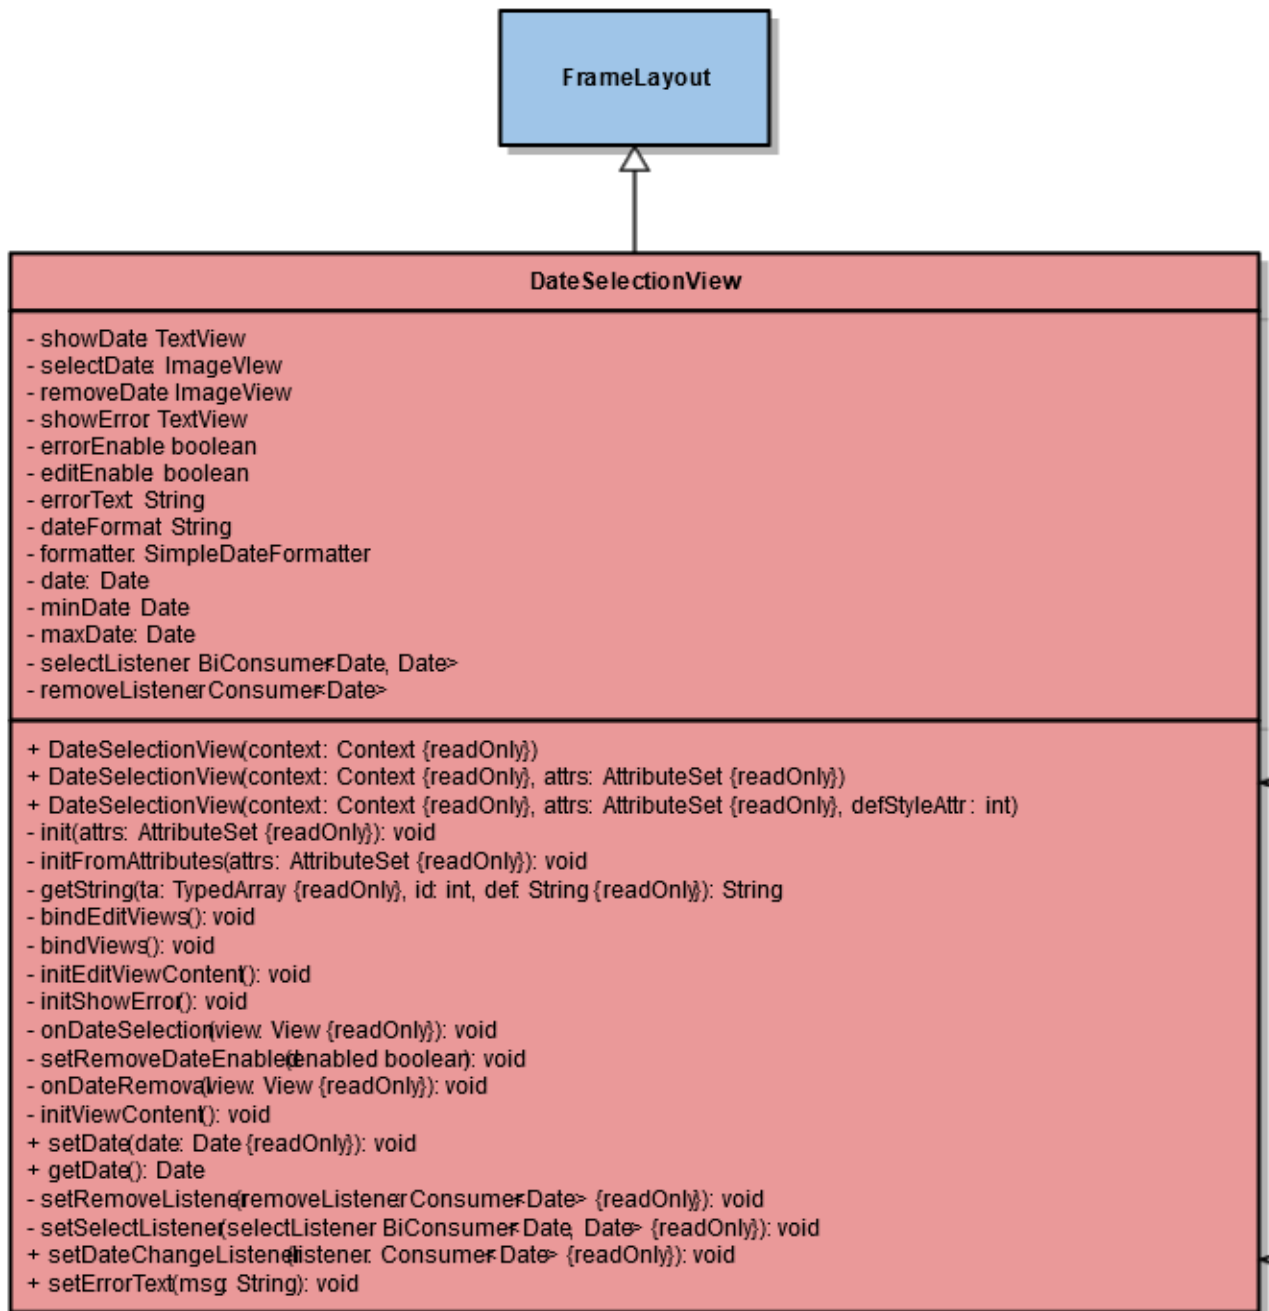 FrameLayout
DateSelectionView
- showDate: TextView
- selectDate: ImageVIew
- removeDate: ImageView
- showError: TextView
- errorEnable: boolean
- editEnable: boolean
- errorText: String
- dateFormat: String
- formatter: SimpleDateFormatter
- date: Date
- minDate: Date
- maxDate: Date
- selectListener: BiConsumer<Date, Date>
- removeListener: Consumer<Date>
+ DateSelectionView(context: Context {readOnly})
+ DateSelectionView(context: Context {readOnly}, attrs: AttributeSet {readOnly})
+ DateSelectionView(context: Context {readOnly}, attrs: AttributeSet {readOnly}, defStyleAttr: int)
- init(attrs: AttributeSet {readOnly}): void
- initFromAttributes(attrs: AttributeSet {readOnly}): void
- getString(ta: TypedArray {readOnly}, id: int, def: String {readOnly}): String
- bindEditViews(): void
- bindViews(): void
- initEditViewContent(): void
- initShowError(): void
- onDateSelection(view: View {readOnly}): void
- setRemoveDateEnabled(enabled: boolean): void
- onDateRemoval(view: View {readOnly}): void
- initViewContent(): void
+ setDate(date: Date {readOnly}): void
+ getDate(): Date
- setRemoveListener(removeListener: Consumer<Date> {readOnly}): void
- setSelectListener(selectListener: BiConsumer<Date, Date> {readOnly}): void
+ setDateChangeListener(listener: Consumer<Date> {readOnly}): void
+ setErrorText(msg: String): void